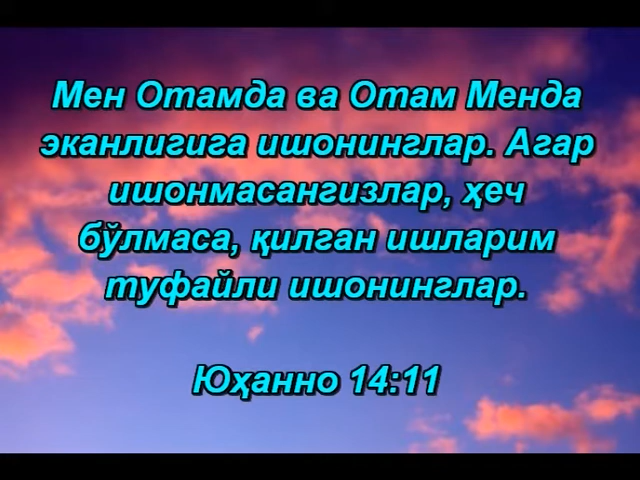 Мен Отамда ва Отам Менда
эканлигига ишонинглар. Агар
ишонмасангизлар, ҳеч
бўлмаса, қилган ишларим
туфайли ишонинглар.
Юҳанно 14:11